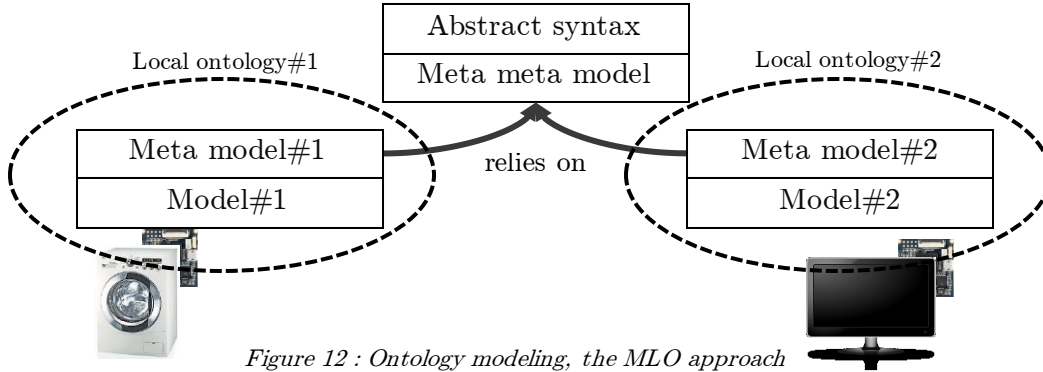 Abstract syntax
Meta meta model
Local ontology#1
Local ontology#2
Meta model#1
Model#1
relies on
Meta model#2
Model#2
Figure 12 : Ontology modeling, the MLO approach